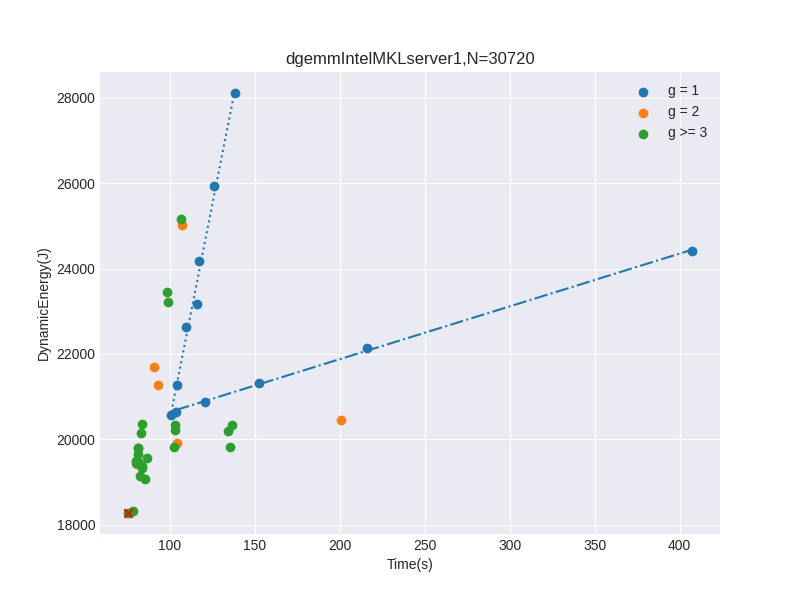 dgemmIntelMKLserver1,N=30720
g = 1
g = 2
g >= 3
28000
26000
24000
22000
20000
18000
DynamicEnergy(J)
100 150 200 250 300 350 400
Time(s)